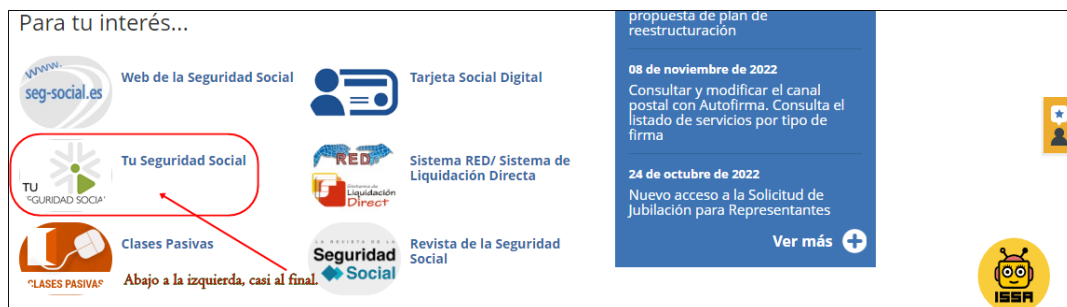 Para tu interés...
www.
seg-social.es
Web de la Seguridad Social
Tarjeta Social Digital
TU
EGURIDAD SOCIA
Tu Seguridad Social
RED
Sistema de
Liquidación
Direct
Sistema RED/ Sistema de
Liquidación Directa
CLASES PASIVAS
Clases Pasivas
LA REVISTA DE LA
Seguridad
Social
Revista de la Seguridad
Social
Abajo a la izquierda, casi al final.
propuesta de plan de
reestructuración
08 de noviembre de 2022
Consultar y modificar el canal
postal con Autofirma. Consulta el
listado de servicios por tipo de
firma
24 de octubre de 2022
Nuevo acceso a la Solicitud de
Jubilación para Representantes
Ver más
ISSA